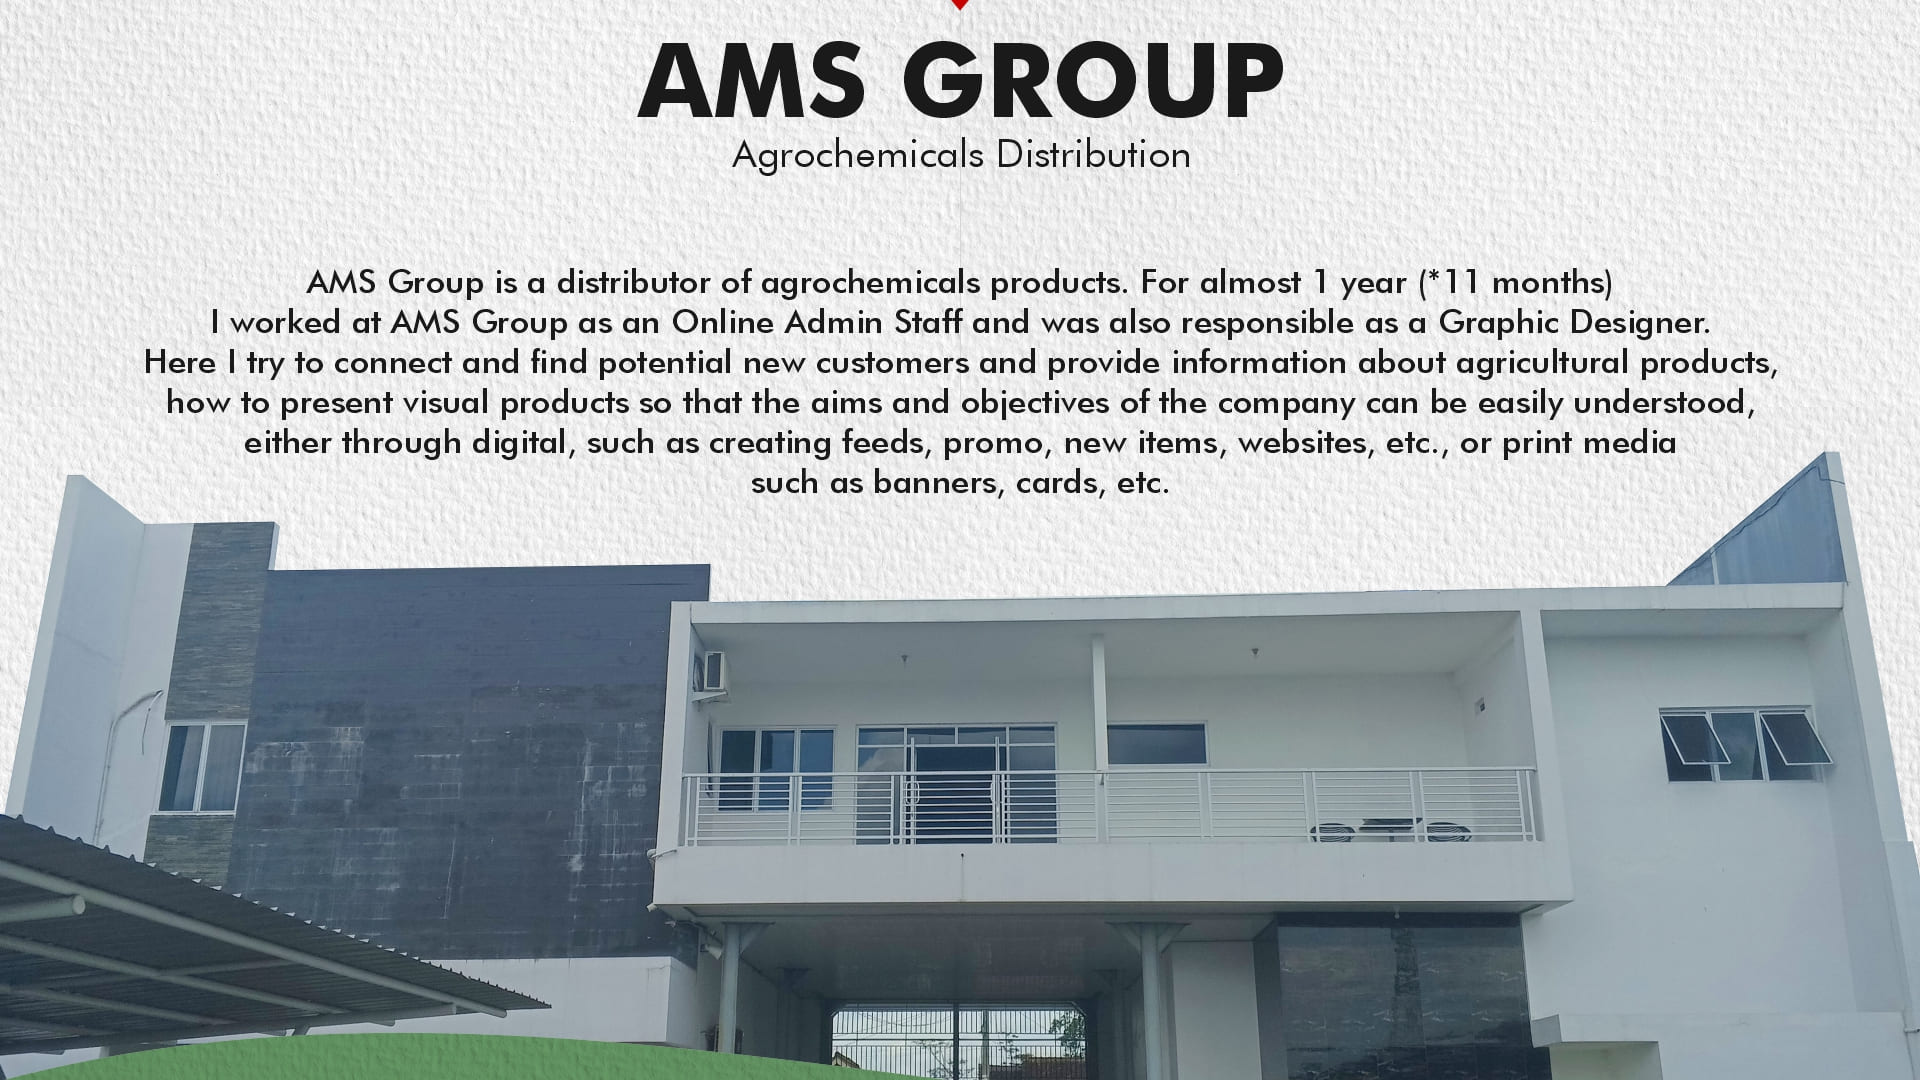 AMS GROUP
Agrochemicals Distribution
AMS Group is a distributor of agrochemicals products. For almost 1 year (*11 months)
I worked at AMS Group as an Online Admin Staff and was also responsible as a Graphic Designer.
Here I try to connect and find potential new customers and provide information about agricultural products,
how to present visual products so that the aims and objectives of the company can be easily understood,
either through digital, such as creating feeds, promo, new items, websites, etc., or print media
such as banners, cards, etc.